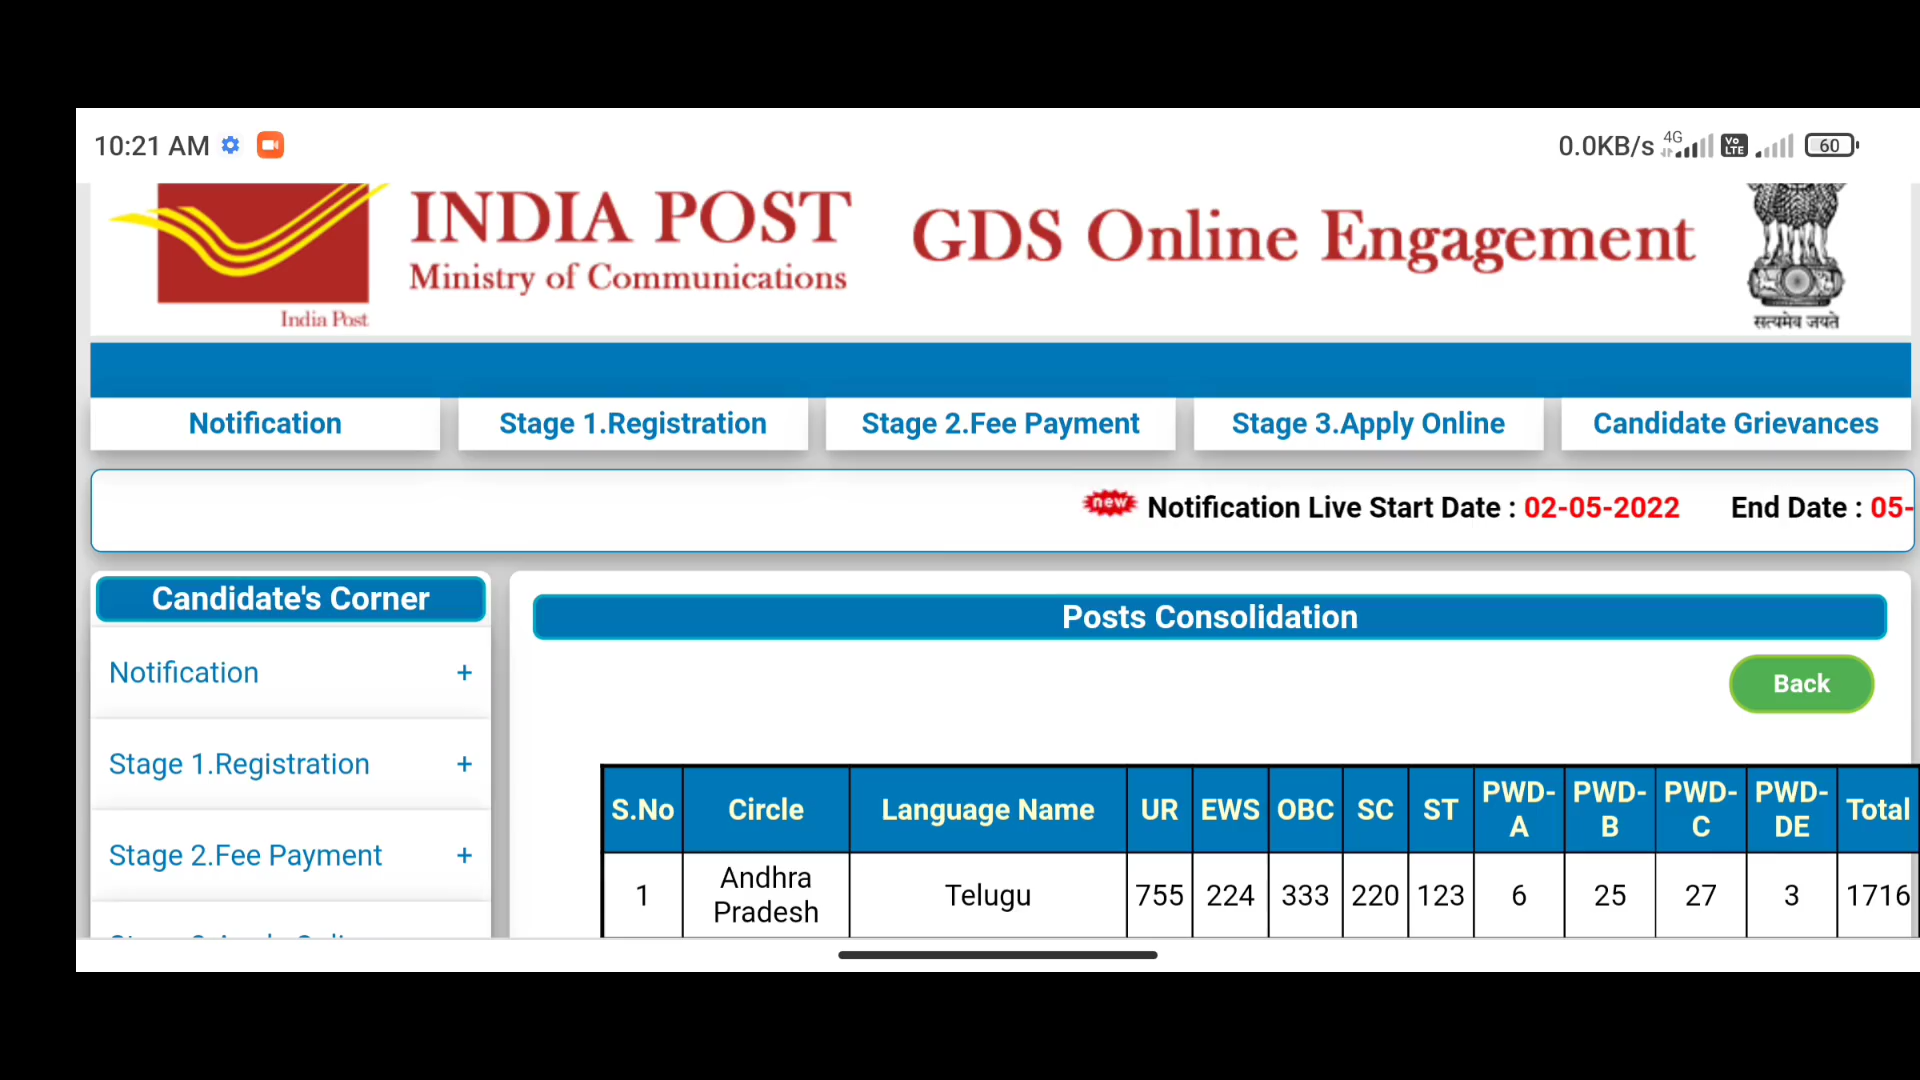 10:21 AM
0.0KB/s 4G Vo LTE 60
INDIA POST
Ministry of Communications
India Post
GDS Online Engagement
सत्यमेव जयते
Notification
Stage 1.Registration
Stage 2.Fee Payment
Stage 3.Apply Online
Candidate Grievances
new Notification Live Start Date : 02-05-2022 End Date : 05-
Candidate's Corner
Notification +
Stage 1.Registration +
Stage 2.Fee Payment +
Posts Consolidation
Back
S.No Circle Language Name UR EWS OBC SC ST PWD-A PWD-B PWD-C PWD-DE Total
1 Andhra Pradesh Telugu 755 224 333 220 123 6 25 27 3 1716